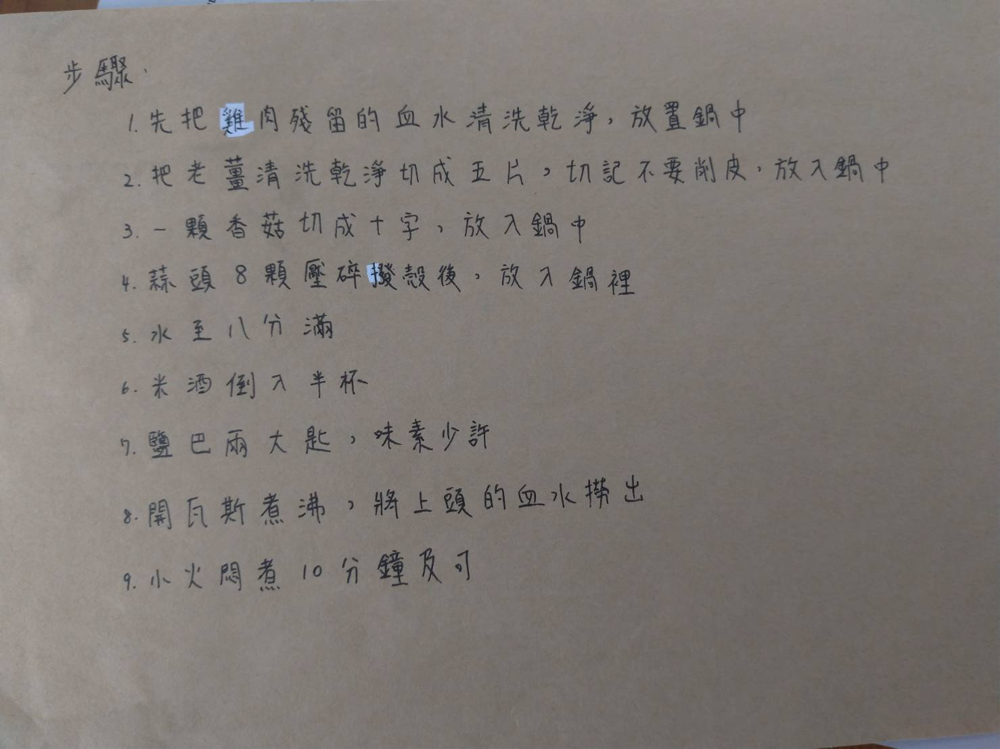 步驟、
1. 先把雞肉殘留的血水清洗乾淨，放置鍋中
2. 把老薑清洗乾淨切成五片，切記不要削皮，放入鍋中
3. 一顆香菇切成十字，放入鍋中
4. 蒜頭8顆壓碎撥殼後，放入鍋裡
5. 水至八分滿
6. 米酒倒入半杯
7. 鹽巴兩大匙，味素少許
8. 開瓦斯煮沸，將上頭的血水撈出
9. 小火悶煮10分鐘及可